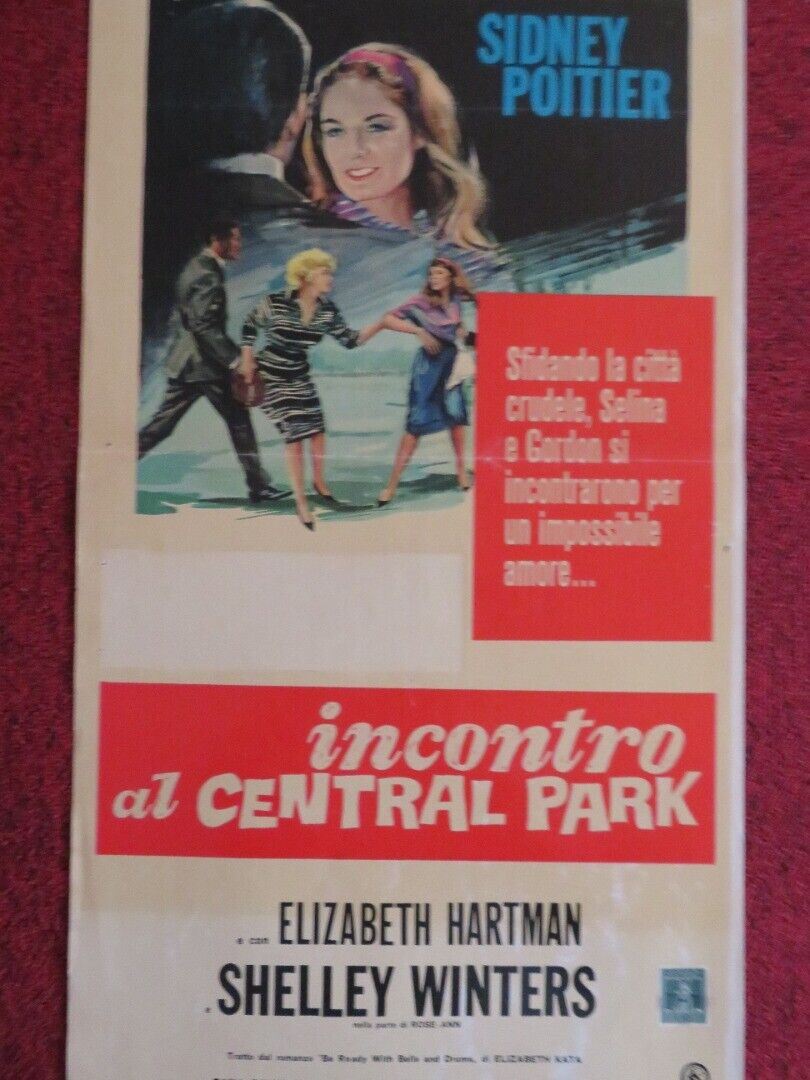 SIDNEY
POITIER
Sfidando la città
crudele, Selina
e Gordon si
incontrarono per
un impossibile
amore...
incontro
al CENTRAL PARK
e con ELIZABETH HARTMAN
e SHELLEY WINTERS
nella parte di ROSE-ANN
Tratto dal romanzo "Be Ready With Bells and Drums, di ELIZABETH KATA